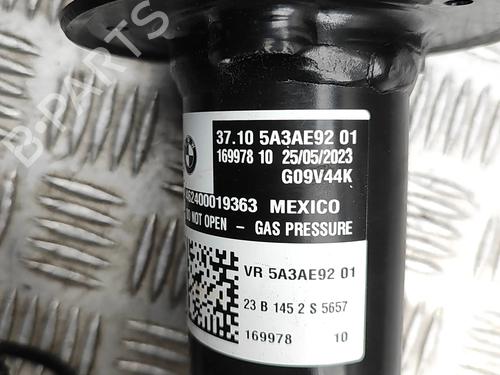 37.10 5A3AE92 01
169978 10 25/05/2023
G09V44K
462400019363 MEXICO
DO NOT OPEN - GAS PRESSURE
VR 5A3AE92 01
23 B 145 2 S 5657
169978 10
B-PARTS